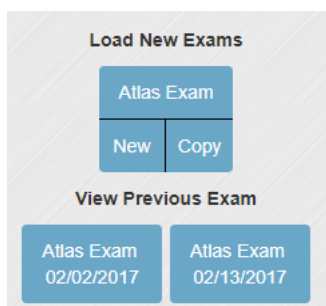 Load New Exams
Atlas Exam
New Copy
View Previous Exam
Atlas Exam Atlas Exam
02/02/2017 02/13/2017